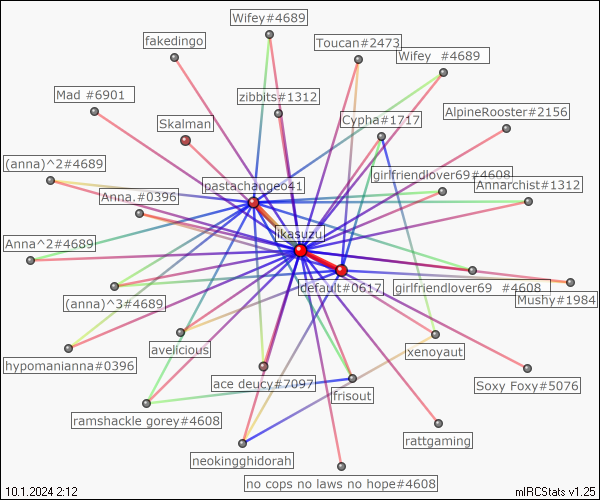 Wifey#4689
fakedingo
Toucan#2473
Wifey #4689
Mad #6901
zibbits#1312
AlpineRooster#2156
Skalman
Cypha#1717
(anna)^2#4689
pastachangeo41
girlfriendlover69#4608
Anna.#0396
Annarchist#1312
Anna^2#4689
ikasuzu
(anna)^3#4689
default#0617
girlfriendlover69 #4608
Mushy#1984
avelicious
xenoyaut
hypomanianna#0396
ace deucy#7097
frisout
Soxy Foxy#5076
ramshackle gorey#4608
rattgaming
neokingghidorah
no cops no laws no hope#4608
10.1.2024 2:12
mIRCStats v1.25